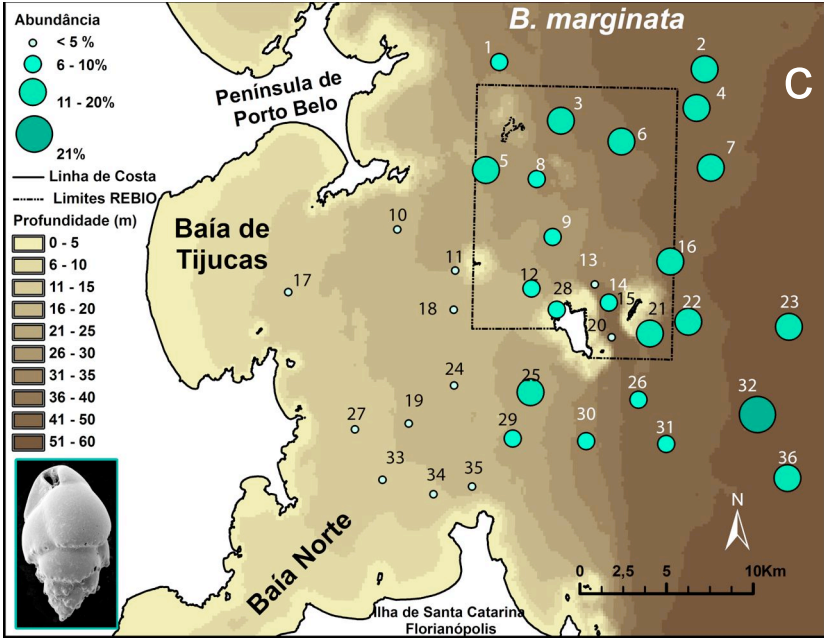 B. marginata
C
Abundância
< 5 %
6 - 10%
11 - 20%
21%
Linha de Costa
Limites REBIO
Profundidade (m)
0 - 5
6 - 10
11 - 15
16 - 20
21 - 25
26 - 30
31 - 35
36 - 40
41 - 50
51 - 60
Península de
Porto Belo
Baía de
Tijucas
Baía Norte
Ilha de Santa Catarina
Florianópolis
1
2
3
4
5
6
7
8
9
10
11
12
13
14
15
16
17
18
19
20
21
22
23
24
25
26
27
28
29
30
31
32
33
34
35
36
N
0 2,5 5 10Km